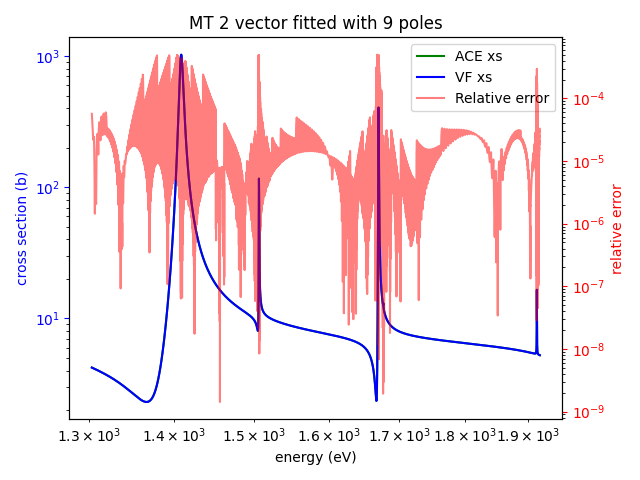 MT 2 vector fitted with 9 poles
ACE xs
VF xs
Relative error
cross section (b)
10³
10²
10¹
relative error
10⁻⁴
10⁻⁵
10⁻⁶
10⁻⁷
10⁻⁸
10⁻⁹
1.3 × 10³ 1.4 × 10³ 1.5 × 10³ 1.6 × 10³ 1.7 × 10³ 1.8 × 10³ 1.9 × 10³
energy (eV)